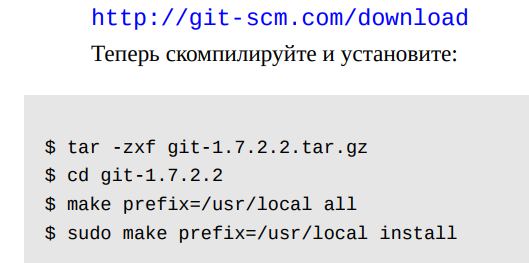 http://git-scm.com/download
Теперь скомпилируйте и установите:
$ tar -zxf git-1.7.2.2.tar.gz
$ cd git-1.7.2.2
$ make prefix=/usr/local all
$ sudo make prefix=/usr/local install